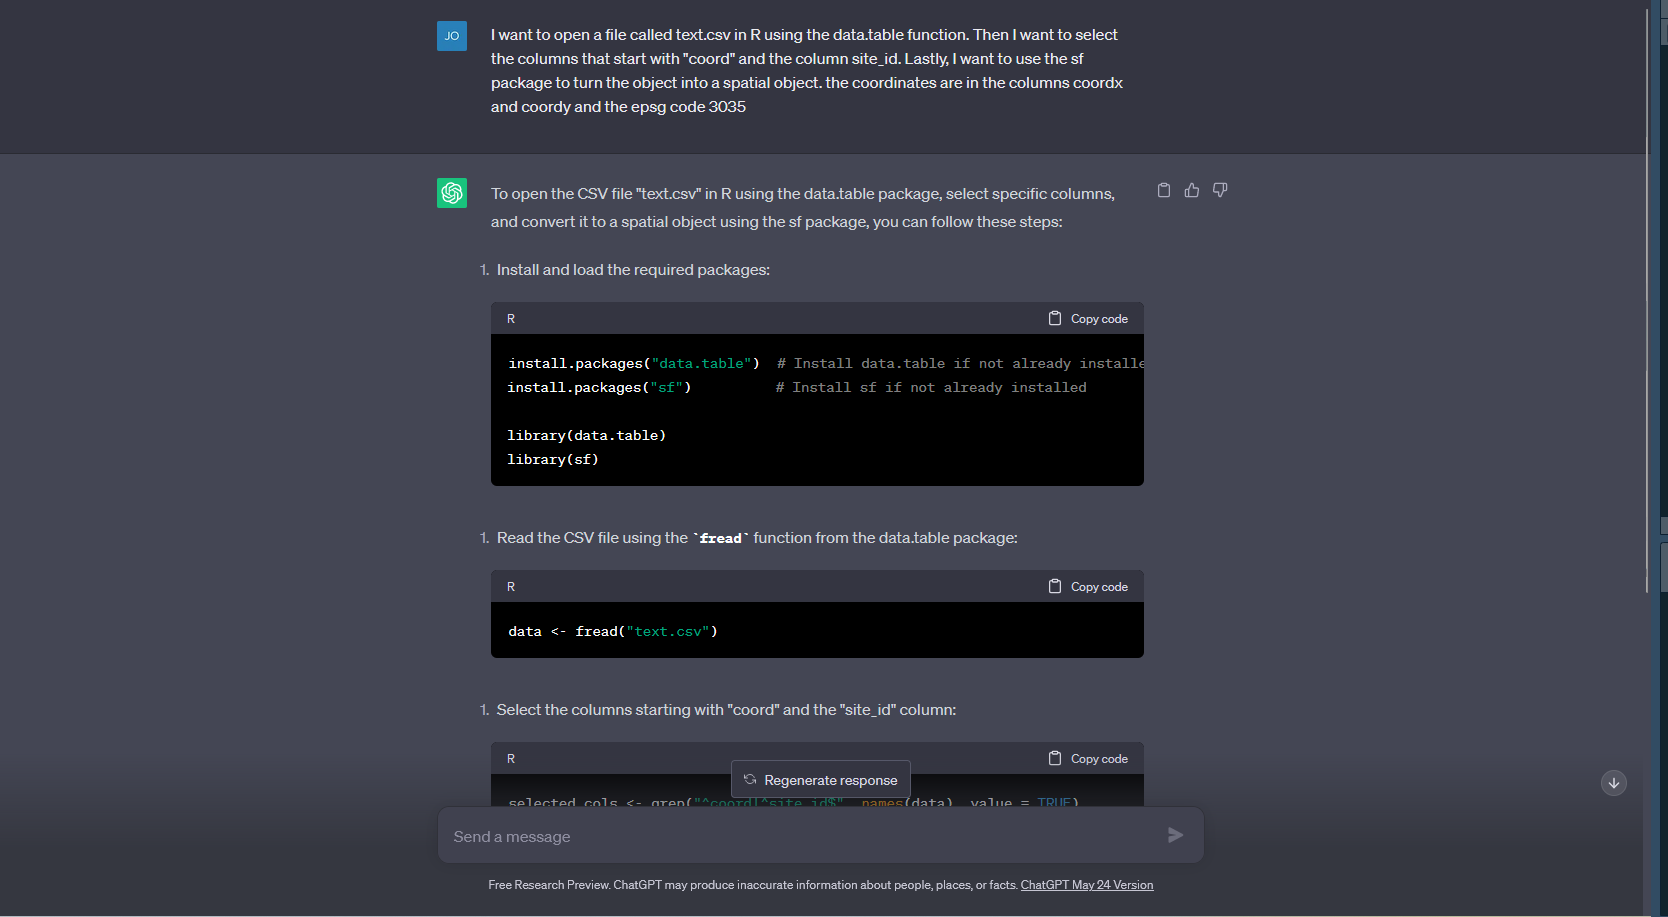 JO
I want to open a file called text.csv in R using the data.table function. Then I want to select
the columns that start with "coord" and the column site_id. Lastly, I want to use the sf
package to turn the object into a spatial object. the coordinates are in the columns coordx
and coordy and the epsg code 3035
To open the CSV file "text.csv" in R using the data.table package, select specific columns,
and convert it to a spatial object using the sf package, you can follow these steps:
1. Install and load the required packages:
R Copy code
install.packages("data.table")  # Install data.table if not already installe
install.packages("sf")          # Install sf if not already installed
library(data.table)
library(sf)
1. Read the CSV file using the `fread` function from the data.table package:
R Copy code
data <- fread("text.csv")
1. Select the columns starting with "coord" and the "site_id" column:
R Copy code
Regenerate response
selected_cols <- grep("^coord|^site_id$", names(data), value = TRUE)
Send a message
Free Research Preview. ChatGPT may produce inaccurate information about people, places, or facts. ChatGPT May 24 Version